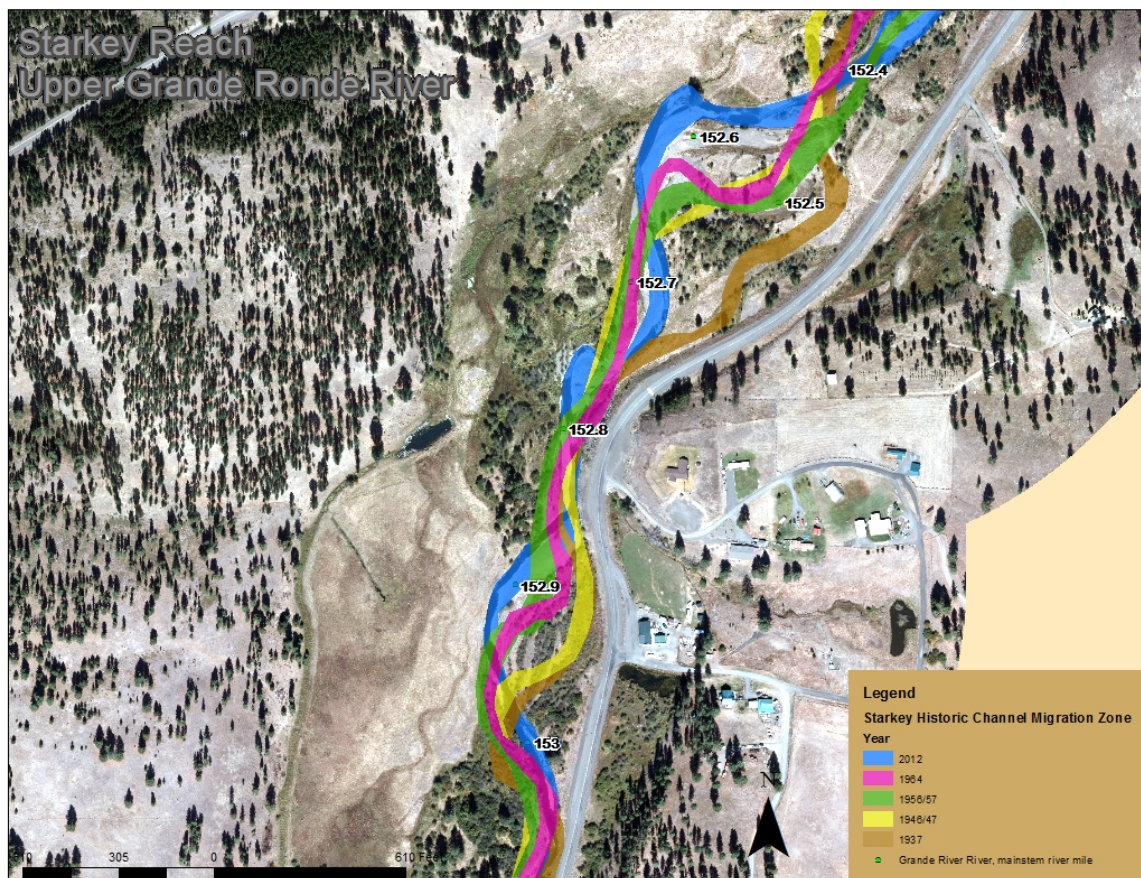 Starkey Reach
Upper Grande Ronde River
152.4
152.6
152.5
152.7
152.8
152.9
153
Legend
Starkey Historic Channel Migration Zone
Year
2012
1964
1956/57
1946/47
1937
Grande River River, mainstem river mile
N
305
0